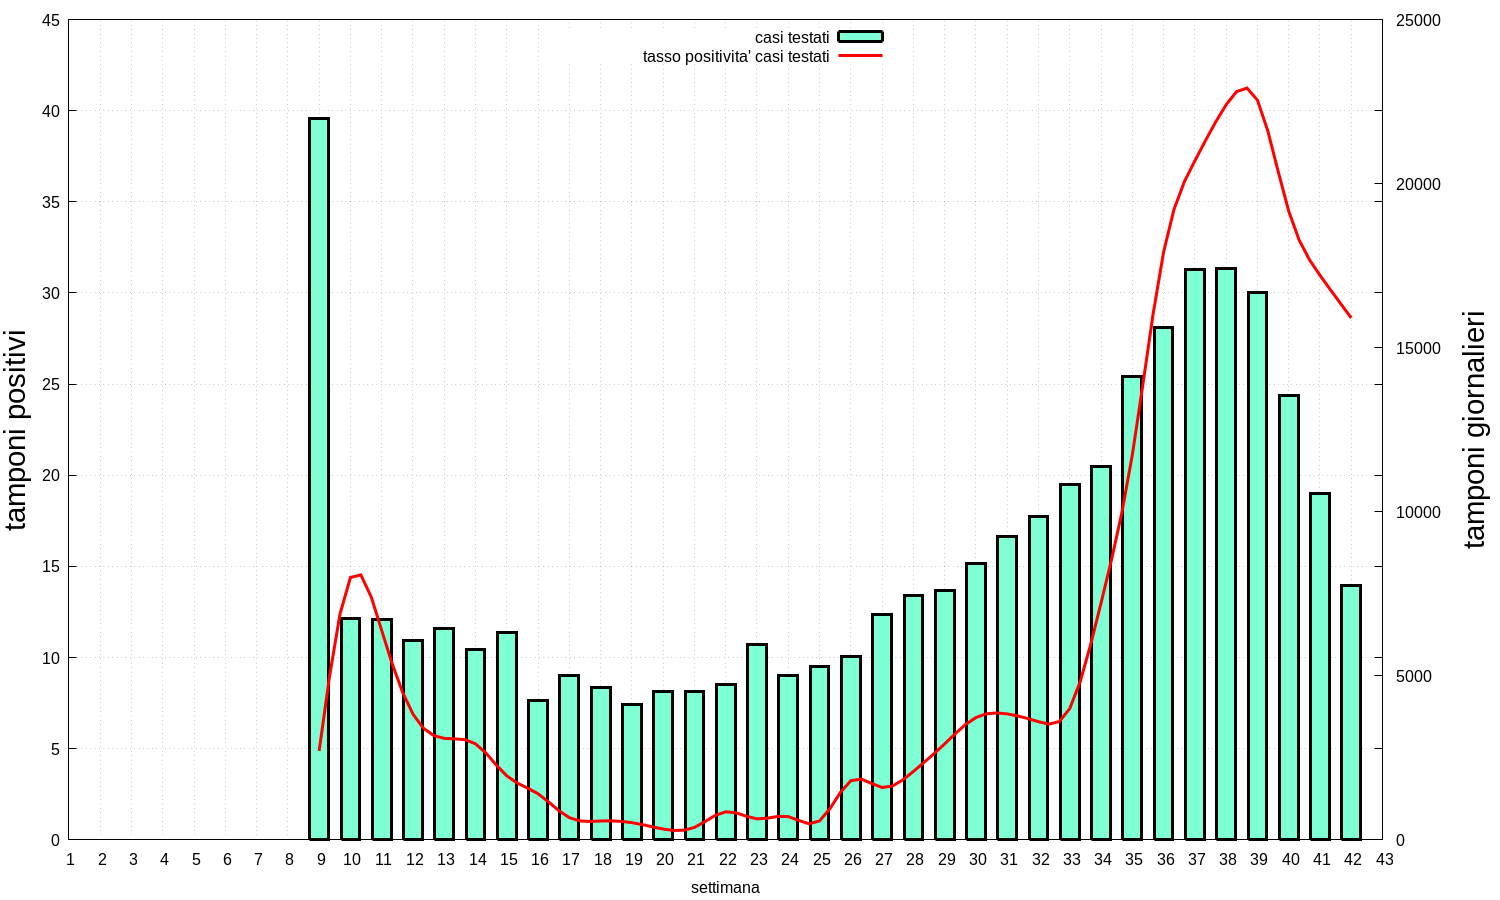 casi testati
tasso positivita' casi testati
45
40
35
30
25
20
15
10
5
0
tamponi positivi
25000
20000
15000
10000
5000
0
tamponi giornalieri
1 2 3 4 5 6 7 8 9 10 11 12 13 14 15 16 17 18 19 20 21 22 23 24 25 26 27 28 29 30 31 32 33 34 35 36 37 38 39 40 41 42 43
settimana